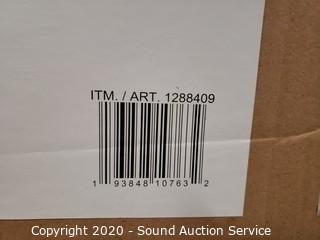 ITM. / ART. 1288409
1 93848 10763 2
Copyright 2020 - Sound Auction Service